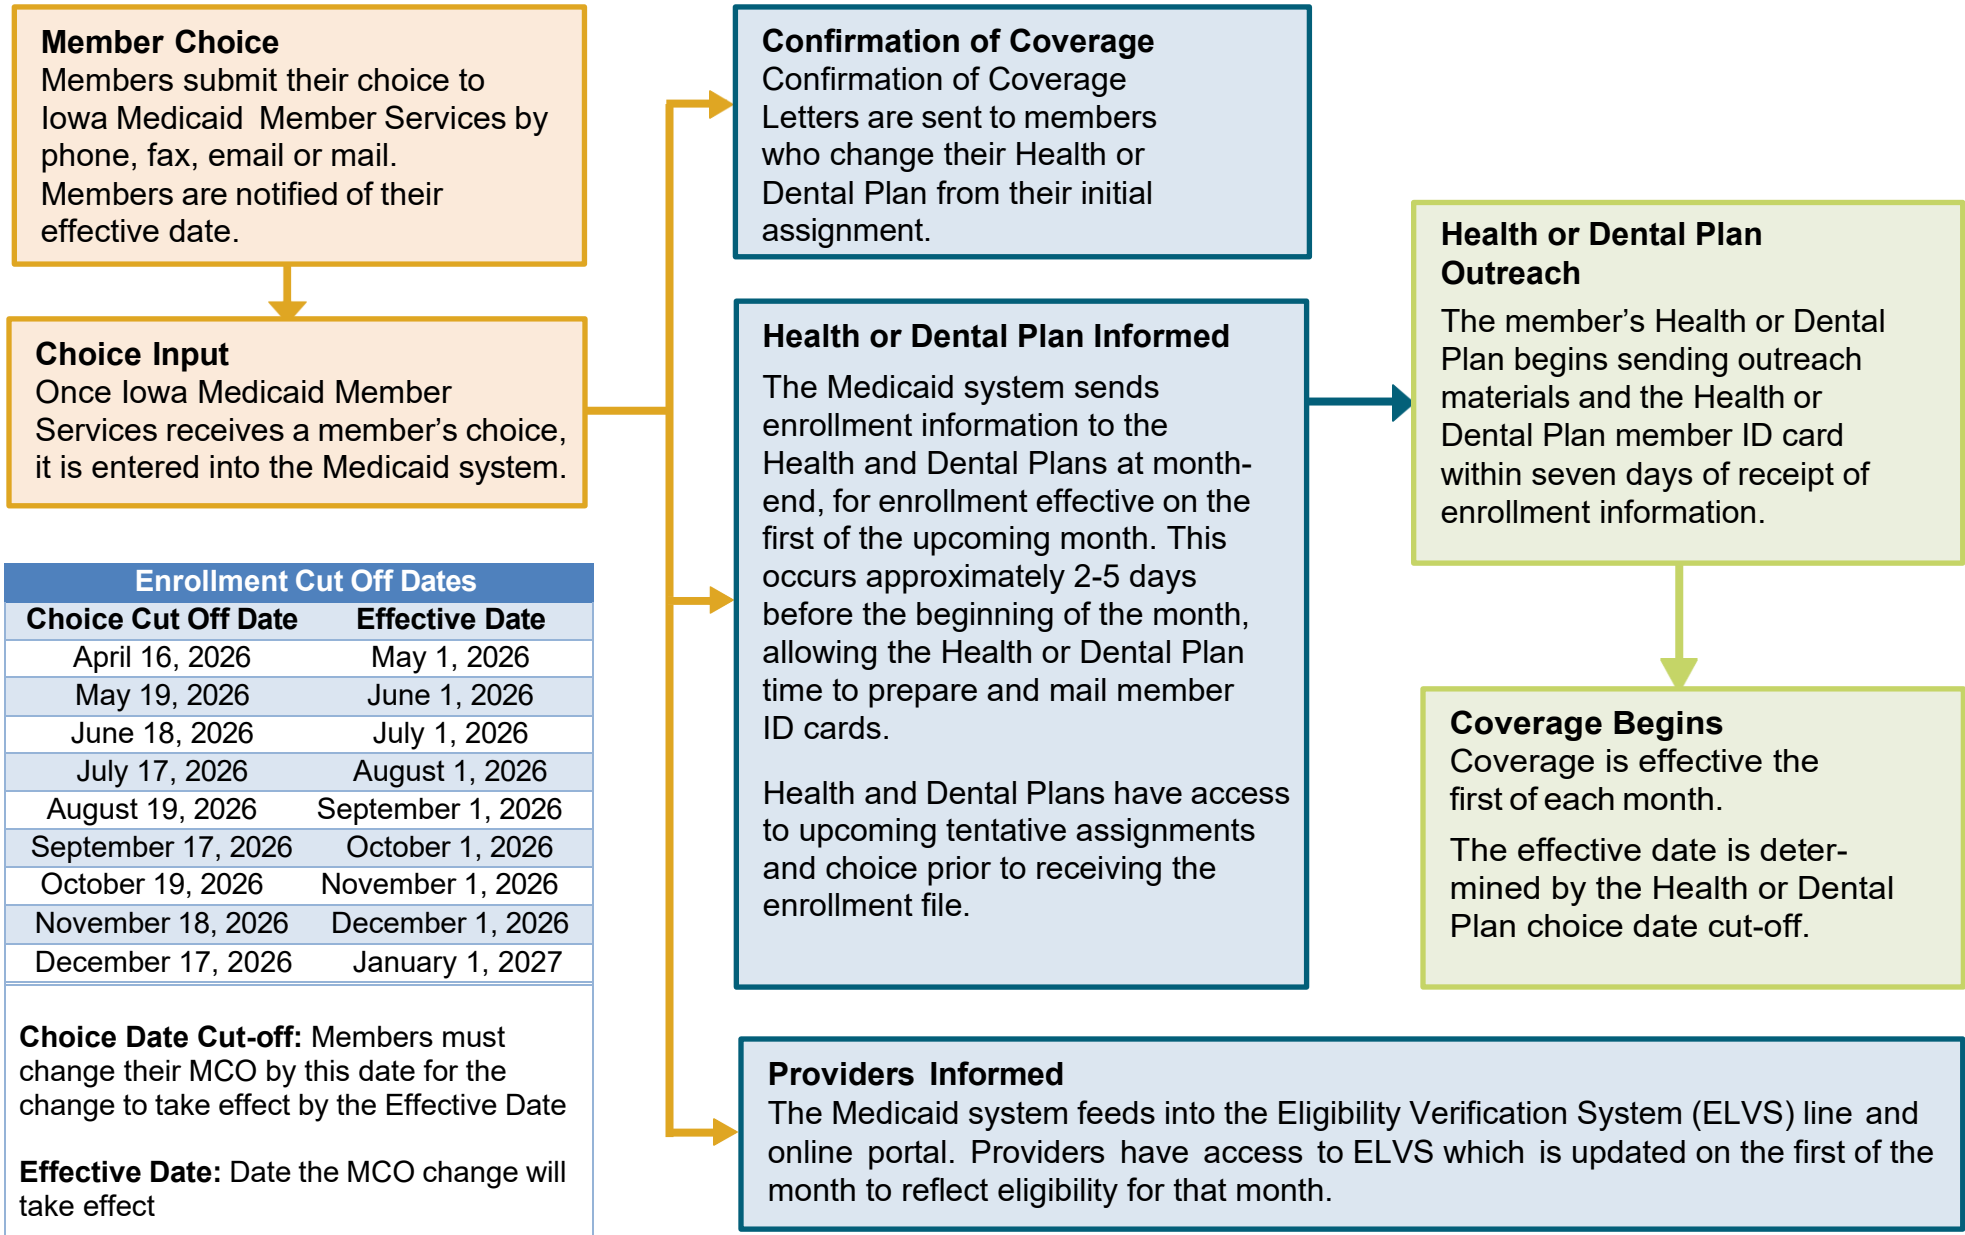 Member Choice
Members submit their choice to
Iowa Medicaid Member Services by
phone, fax, email or mail.
Members are notified of their
effective date.
Choice Input
Once Iowa Medicaid Member
Services receives a member’s choice,
it is entered into the Medicaid system.
Enrollment Cut Off Dates
Choice Cut Off Date Effective Date
April 16, 2026 May 1, 2026
May 19, 2026 June 1, 2026
June 18, 2026 July 1, 2026
July 17, 2026 August 1, 2026
August 19, 2026 September 1, 2026
September 17, 2026 October 1, 2026
October 19, 2026 November 1, 2026
November 18, 2026 December 1, 2026
December 17, 2026 January 1, 2027
Choice Date Cut-off: Members must
change their MCO by this date for the
change to take effect by the Effective Date
Effective Date: Date the MCO change will
take effect
Confirmation of Coverage
Confirmation of Coverage
Letters are sent to members
who change their Health or
Dental Plan from their initial
assignment.
Health or Dental Plan Informed
The Medicaid system sends
enrollment information to the
Health and Dental Plans at month-
end, for enrollment effective on the
first of the upcoming month. This
occurs approximately 2-5 days
before the beginning of the month,
allowing the Health or Dental Plan
time to prepare and mail member
ID cards.
Health and Dental Plans have access
to upcoming tentative assignments
and choice prior to receiving the
enrollment file.
Providers Informed
The Medicaid system feeds into the Eligibility Verification System (ELVS) line and
online portal. Providers have access to ELVS which is updated on the first of the
month to reflect eligibility for that month.
Health or Dental Plan
Outreach
The member’s Health or Dental
Plan begins sending outreach
materials and the Health or
Dental Plan member ID card
within seven days of receipt of
enrollment information.
Coverage Begins
Coverage is effective the
first of each month.
The effective date is deter-
mined by the Health or Dental
Plan choice date cut-off.